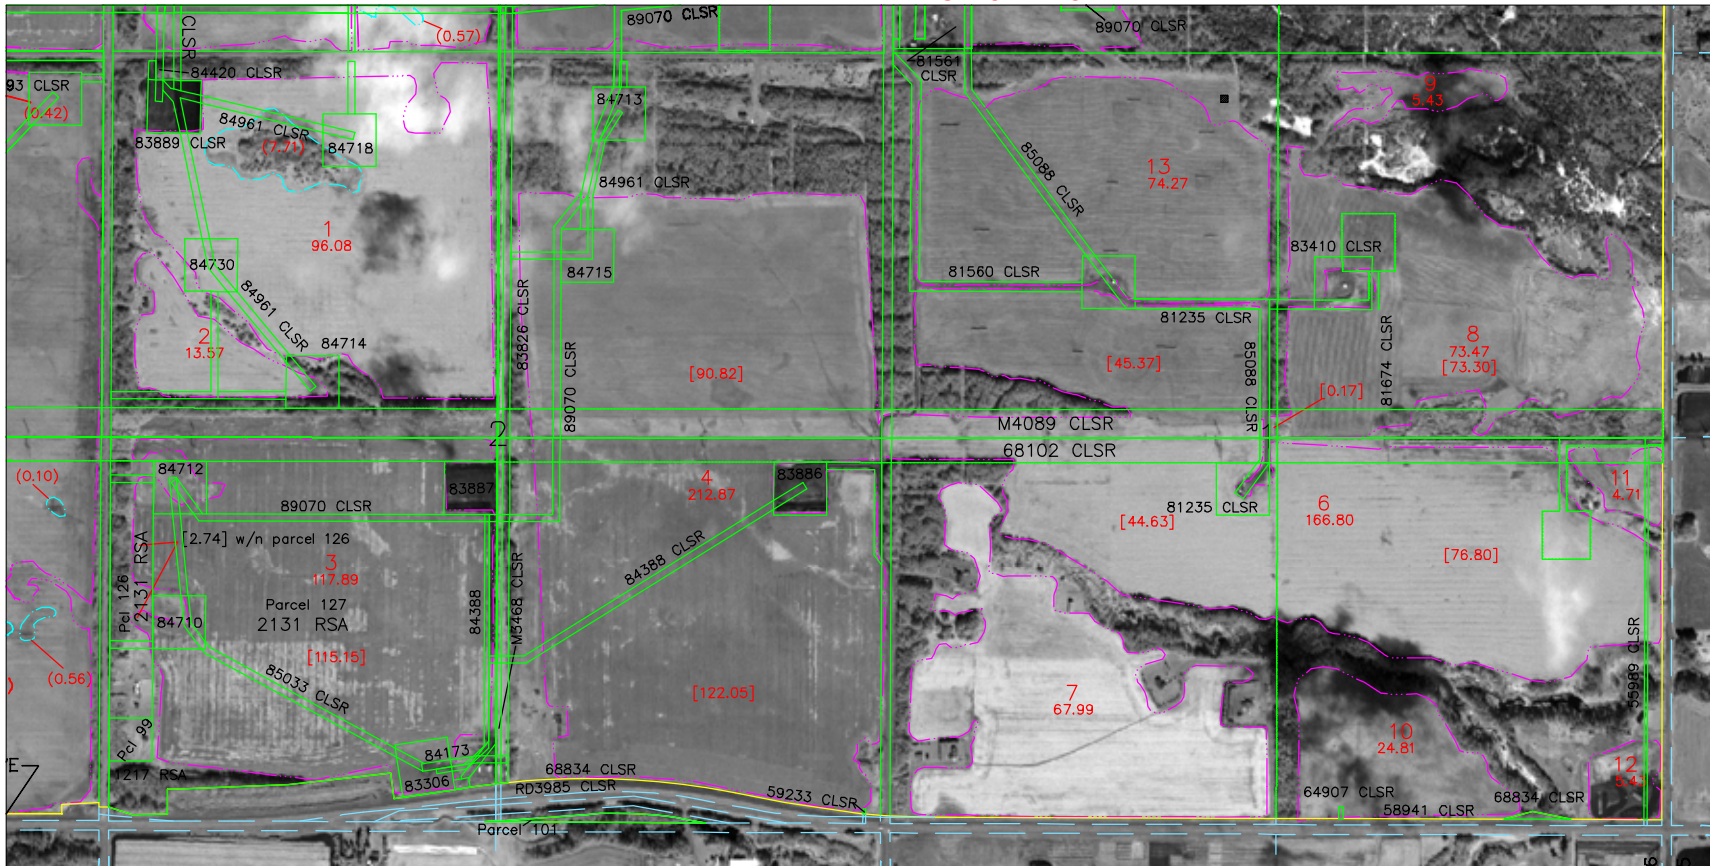 89070 CLSR
89070 CLSR
(0.57)
CLSR
84420 CLSR
81561
CLSR
93 CLSR
(0.42)
84713
9
5.43
84961 CLSR
83889 CLSR
(7.71)
84718
85088 CLSR
13
74.27
84961 CLSR
1
96.08
83410 CLSR
84730
84715
81560 CLSR
84961 CLSR
83826 CLSR
81235 CLSR
2
13.57
84714
89070 CLSR
[90.82]
[45.37]
85088 CLSR
81674 CLSR
8
73.47
[73.30]
[0.17]
M4089 CLSR
2
68102 CLSR
(0.10)
84712
83887
4
212.87
83886
11
4.71
89070 CLSR
81235 CLSR
6
166.80
[44.63]
[2.74] w/n parcel 126
[76.80]
3
117.89
84388 CLSR
Pcl 126
2131 RSA
Parcel 127
2131 RSA
84710
84388
M3468 CLSR
[115.15]
(0.56)
85033 CLSR
[122.05]
7
67.99
55989 CLSR
Pcl 99
10
24.81
84173
83306
68834 CLSR
RD3985 CLSR
59233 CLSR
1217 RSA
12
64907 CLSR
68834 CLSR
58941 CLSR
Parcel 101